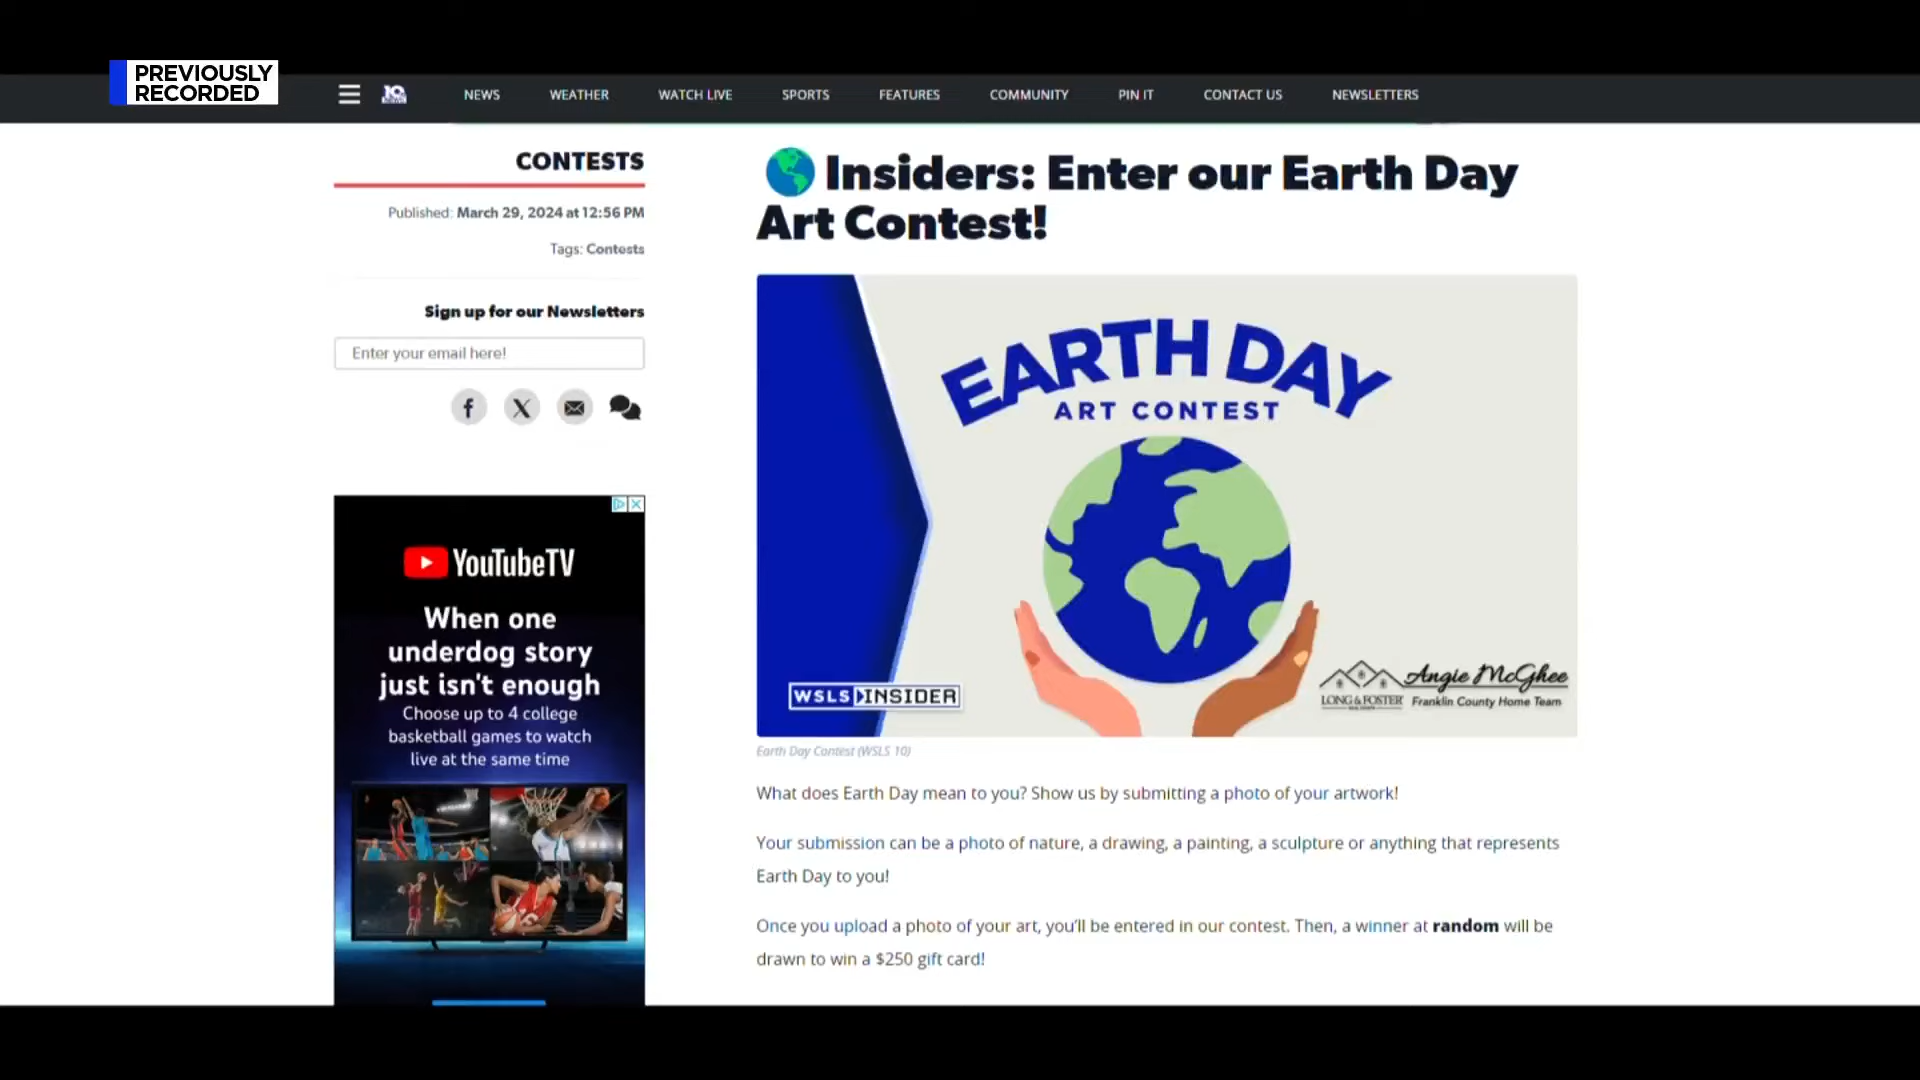 PREVIOUSLY
RECORDED
10
NEWS
NEWS WEATHER WATCH LIVE SPORTS FEATURES COMMUNITY PIN IT CONTACT US NEWSLETTERS
CONTESTS
Published: March 29, 2024 at 12:56 PM
Tags: Contests
Sign up for our Newsletters
Enter your email here!
YouTubeTV
When one
underdog story
just isn't enough
Choose up to 4 college
basketball games to watch
live at the same time
Insiders: Enter our Earth Day
Art Contest!
EARTH DAY
ART CONTEST
WSLS INSIDER
LONG & FOSTER
REAL ESTATE
Angie McGhee
Franklin County Home Team
Earth Day Contest (WSLS 10)
What does Earth Day mean to you? Show us by submitting a photo of your artwork!
Your submission can be a photo of nature, a drawing, a painting, a sculpture or anything that represents
Earth Day to you!
Once you upload a photo of your art, you'll be entered in our contest. Then, a winner at random will be
drawn to win a $250 gift card!